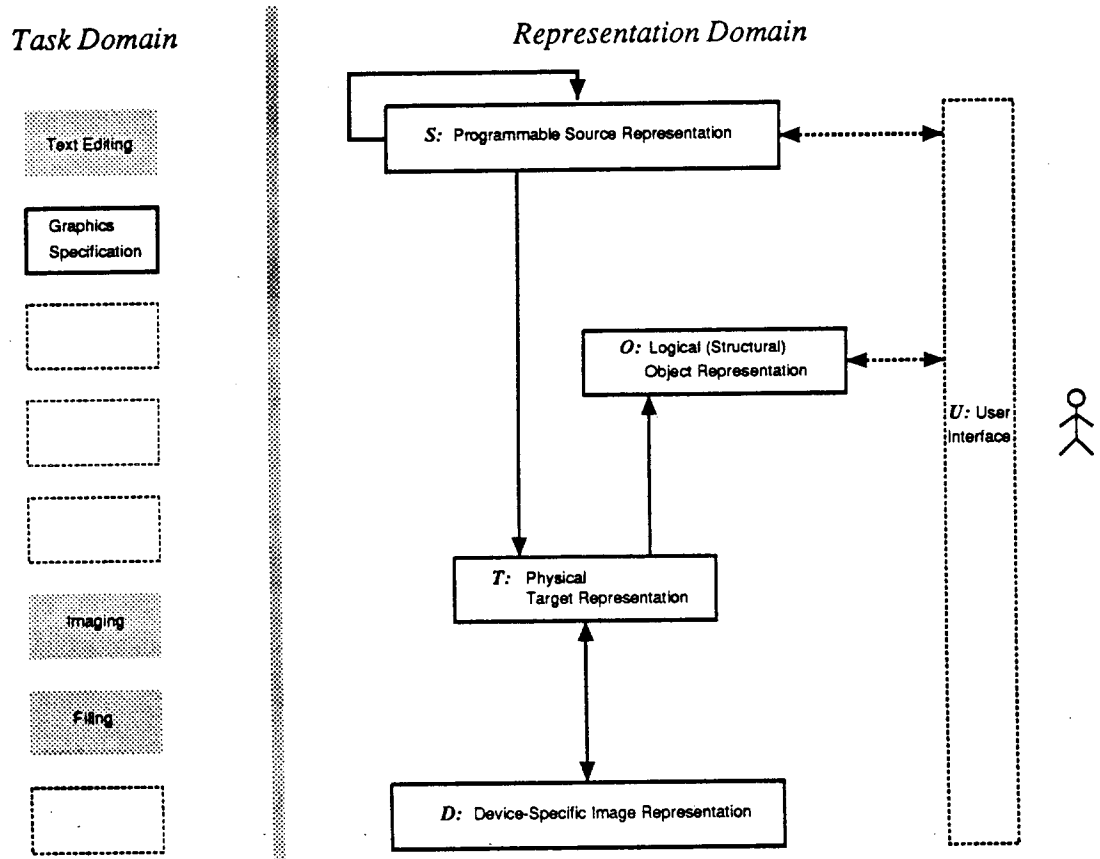 Task Domain
Representation Domain
Text Editing
Graphics
Specification
Imaging
Filing
S: Programmable Source Representation
O: Logical (Structural)
Object Representation
U: User
Interface
T: Physical
Target Representation
D: Device-Specific Image Representation